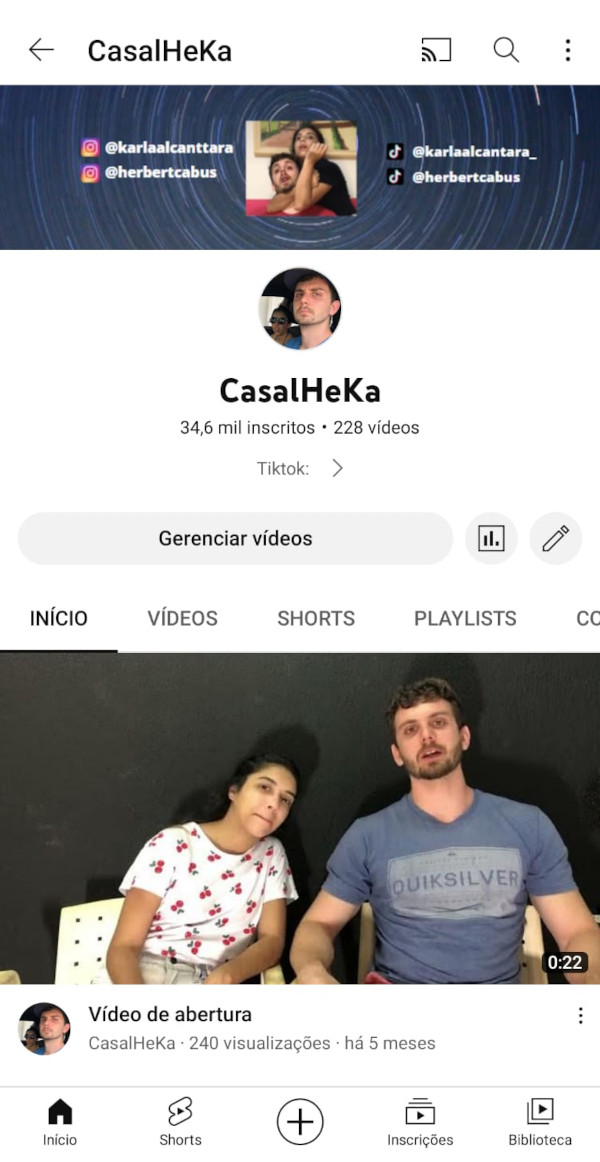 CasalHeKa
@karlaalcanttara
@herbertcabus
@karlaalcantara_
@herbertcabus
CasalHeKa
34,6 mil inscritos • 228 vídeos
Tiktok:
Gerenciar vídeos
INÍCIO VÍDEOS SHORTS PLAYLISTS CO
QUIKSILVER
0:22
Vídeo de abertura
CasalHeKa · 240 visualizações · há 5 meses
Início Shorts Inscrições Biblioteca